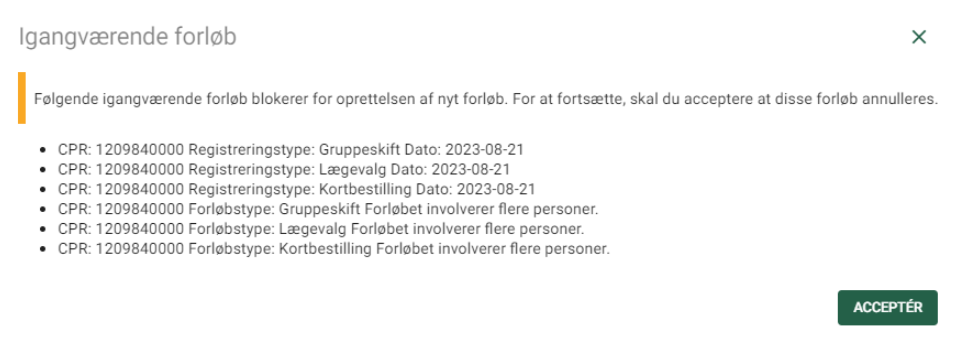 Igangværende forløb
Følgende igangværende forløb blokerer for oprettelsen af nyt forløb. For at fortsætte, skal du acceptere at disse forløb annulleres.
• CPR: 1209840000 Registreringstype: Gruppeskift Dato: 2023-08-21
• CPR: 1209840000 Registreringstype: Lægevalg Dato: 2023-08-21
• CPR: 1209840000 Registreringstype: Kortbestilling Dato: 2023-08-21
• CPR: 1209840000 Forløbstype: Gruppeskift Forløbet involverer flere personer.
• CPR: 1209840000 Forløbstype: Lægevalg Forløbet involverer flere personer.
• CPR: 1209840000 Forløbstype: Kortbestilling Forløbet involverer flere personer.
ACCEPTÉR